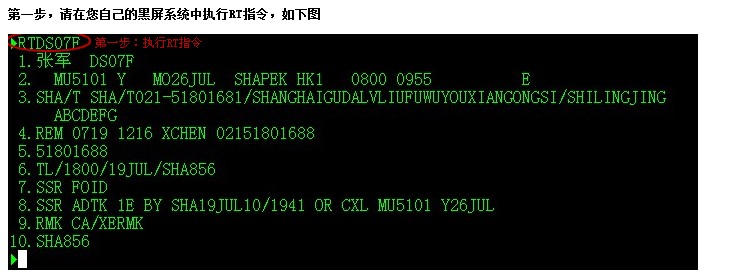 第一步，请在您自己的黑屏系统中执行RT指令，如下图
▶RTDS07F 第一步：执行RT指令
1.张军 DS07F
2. MU5101 Y MO26JUL SHAPEK HK1 0800 0955 E
3.SHA/T SHA/T021-51801681/SHANGHAIGUDALVLIUFUWUYOUXIANGONGSI/SHILINGJING
ABCDEFG
4.REM 0719 1216 XCHEN 02151801688
5.51801688
6.TL/1800/19JUL/SHA856
7.SSR FOID
8.SSR ADTK 1E BY SHA19JUL10/1941 OR CXL MU5101 Y26JUL
9.RMK CA/XERMK
10.SHA856
▶